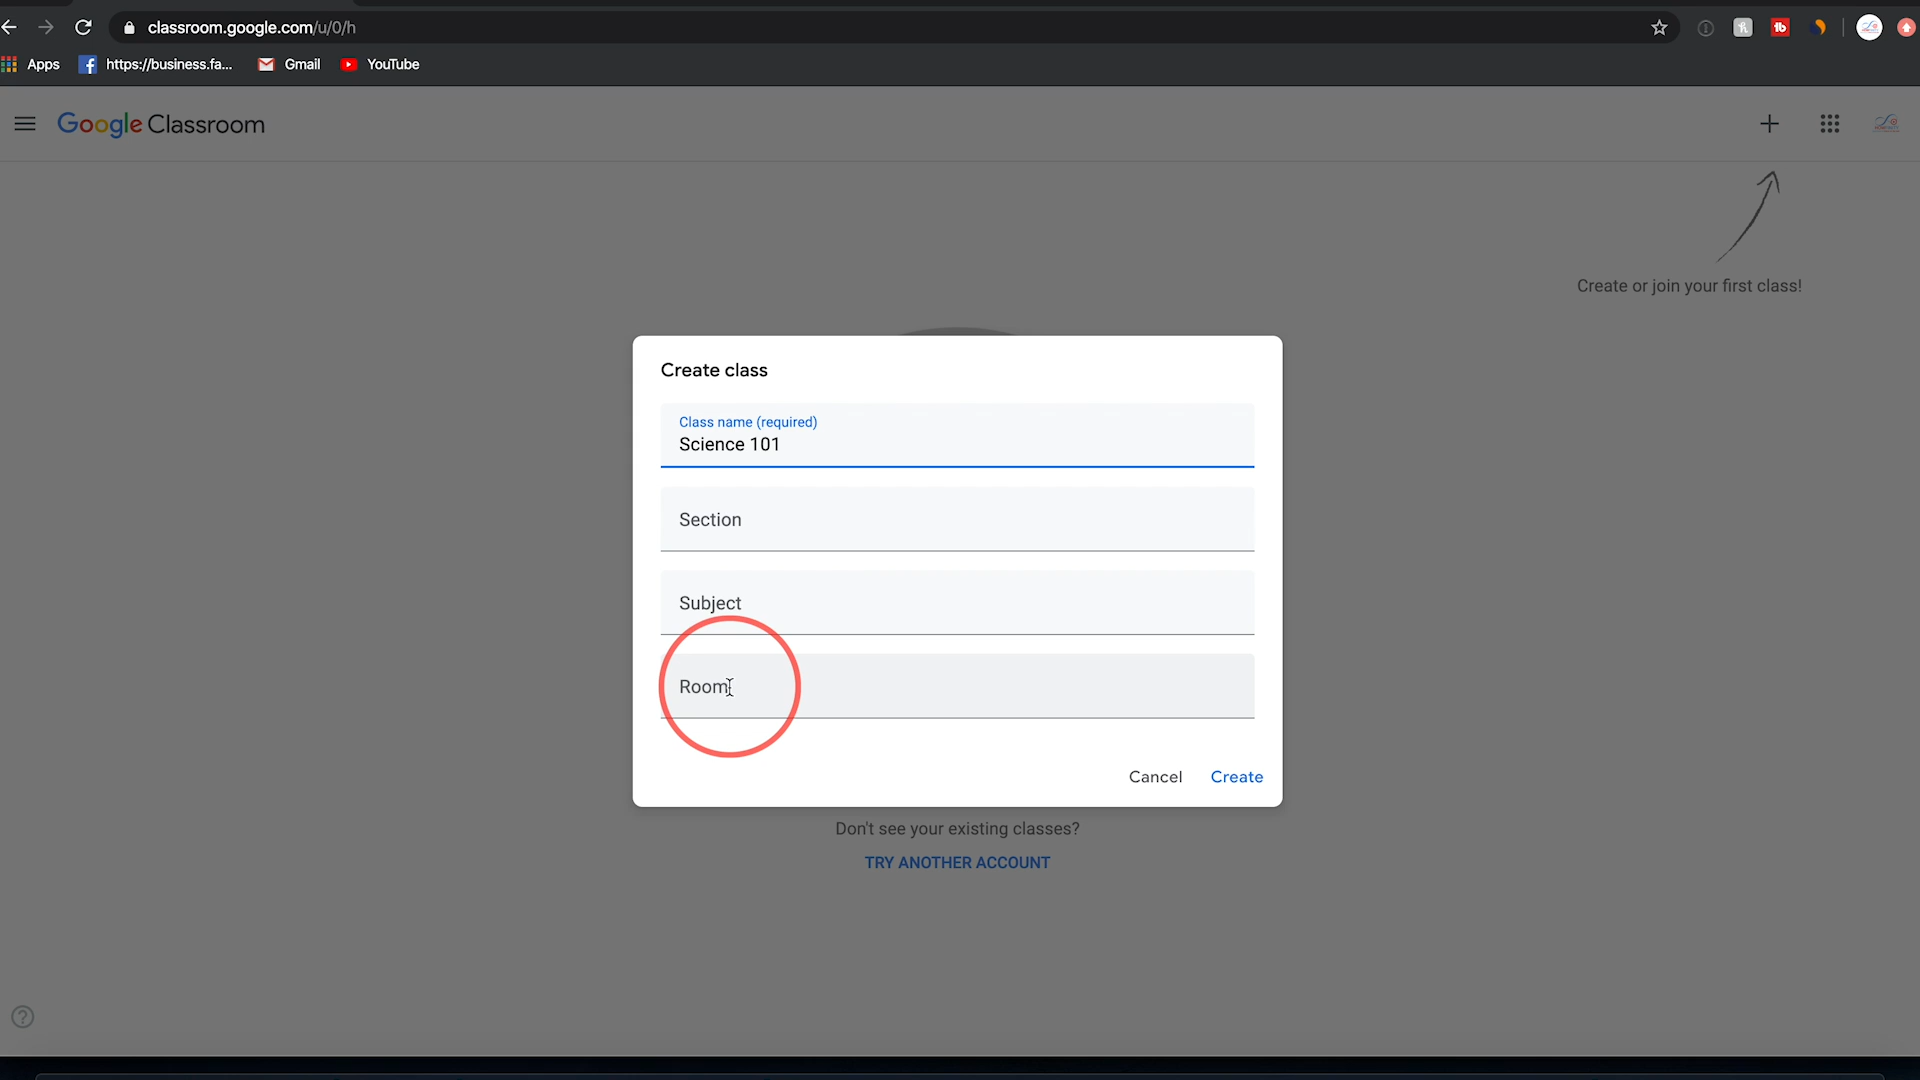 classroom.google.com/u/0/h
Apps https://business.fa... Gmail YouTube
Google Classroom
Create or join your first class!
Create class
Class name (required)
Science 101
Section
Subject
Room
Cancel Create
Don't see your existing classes?
TRY ANOTHER ACCOUNT